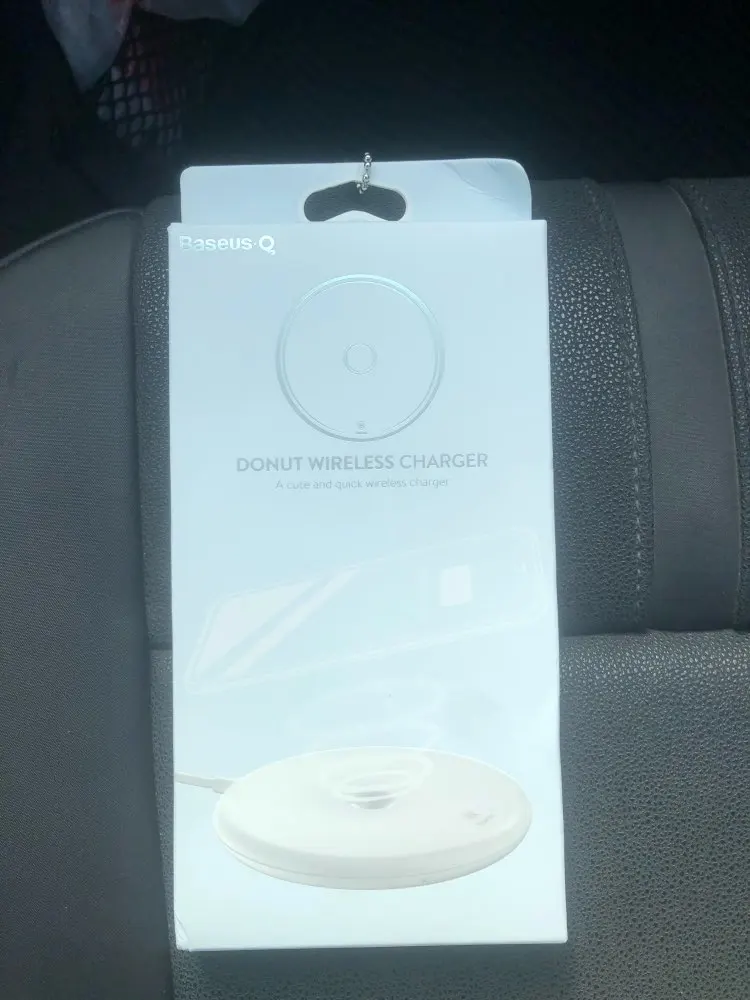 Baseus·Q
DONUT WIRELESS CHARGER
A cute and quick wireless charger